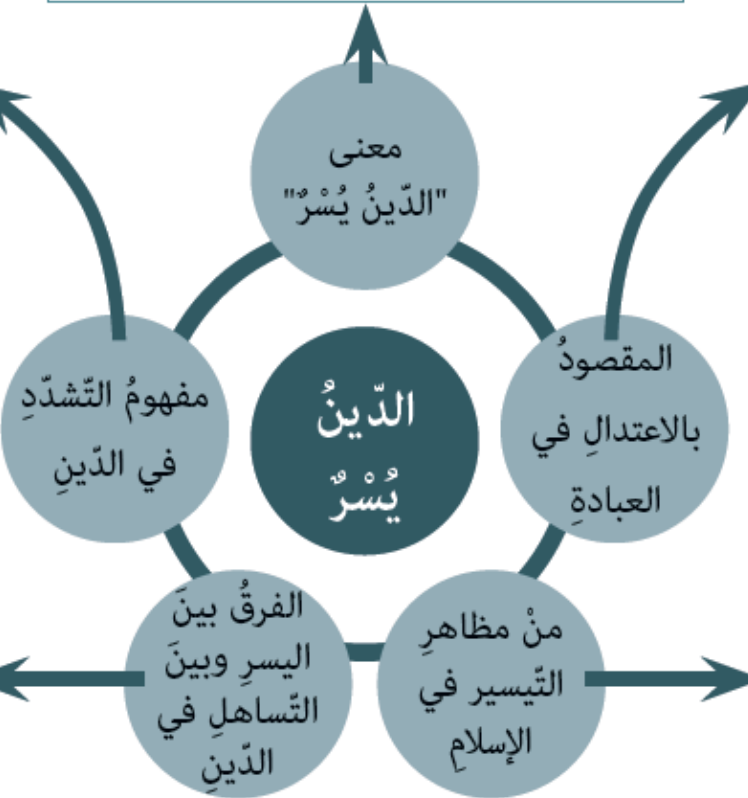 معنى
"الدّينُ يُسْرٌ"
المقصودُ
بالاعتدالِ في
العبادةِ
منْ مظاهرِ
التّيسير في
الإسلامِ
الفرقُ بينَ
اليسرِ وبينَ
التّساهلِ في
الدّينِ
مفهومُ التّشدّدِ
في الدّينِ
الدّينُ
يُسْرٌ